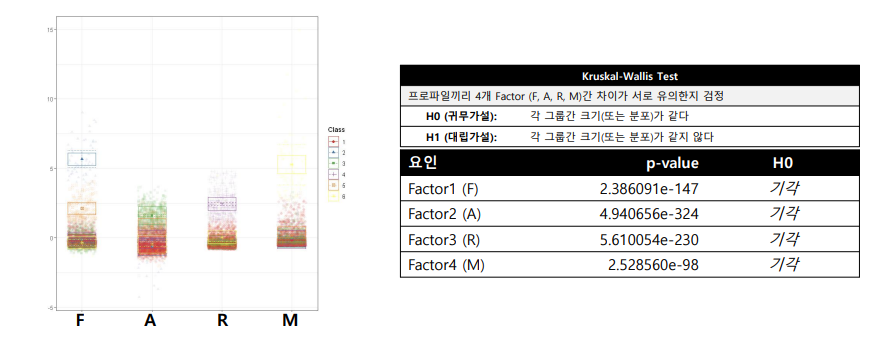 15
10
5
0
-5
F A R M
Class
1
2
3
4
5
6
Kruskal-Wallis Test
프로파일끼리 4개 Factor (F, A, R, M)간 차이가 서로 유의한지 검정
H0 (귀무가설): 각 그룹간 크기(또는 분포)가 같다
H1 (대립가설): 각 그룹간 크기(또는 분포)가 같지 않다
요인 p-value H0
Factor1 (F) 2.386091e-147 기각
Factor2 (A) 4.940656e-324 기각
Factor3 (R) 5.610054e-230 기각
Factor4 (M) 2.528560e-98 기각